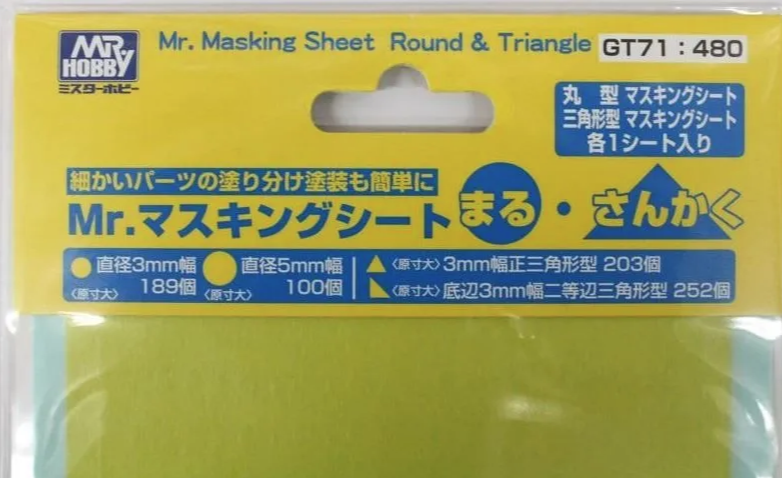 MR.
HOBBY
ミスターホビー
Mr. Masking Sheet Round & Triangle
GT71:480
丸 型 マスキングシート
三角形型 マスキングシート
各1シート入り
細かいパーツの塗り分け塗装も簡単に
Mr.マスキングシート まる・さんかく
直径3mm幅
〈原寸大〉 189個
直径5mm幅
〈原寸大〉 100個
〈原寸大〉3mm幅正三角形型 203個
〈原寸大〉底辺3mm幅二等辺三角形型 252個